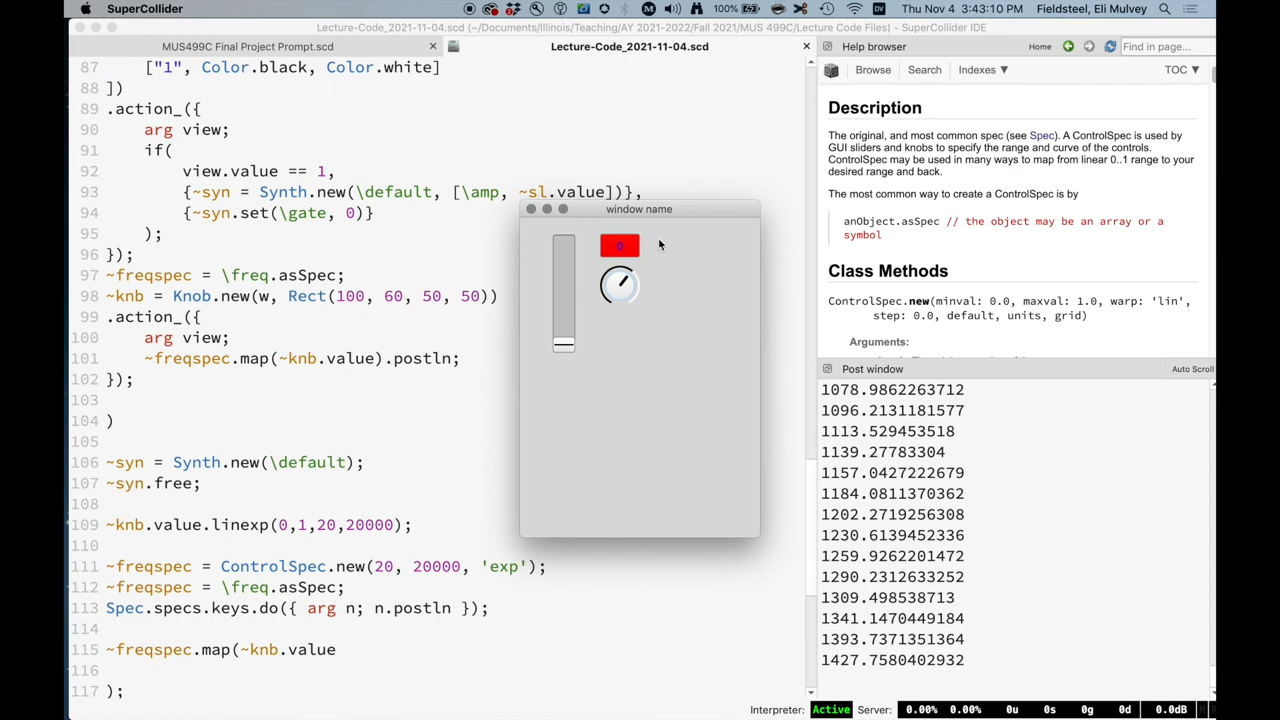 SuperCollider
100%
DV
Thu Nov 4 3:43:10 PM
Fieldsteel, Eli Mulvey
Lecture-Code_2021-11-04.scd (~/Documents/Illinois/Teaching/AY 2021-2022/Fall 2021/MUS 499C/Lecture Code Files) - SuperCollider IDE
MUS499C Final Project Prompt.scd
Lecture-Code_2021-11-04.scd
Help browser
Home
Find in page...
Browse
Search
Indexes ▼
TOC ▼
87 ["1", Color.black, Color.white]
88 ])
89 .action_({
90 arg view;
91 if(
92 view.value == 1,
93 {~syn = Synth.new(\default, [\amp, ~sl.value])},
94 {~syn.set(\gate, 0)}
95 );
96 });
97 ~freqspec = \freq.asSpec;
98 ~knb = Knob.new(w, Rect(100, 60, 50, 50))
99 .action_({
100 arg view;
101 ~freqspec.map(~knb.value).postln;
102 });
103
104 )
105
106 ~syn = Synth.new(\default);
107 ~syn.free;
108
109 ~knb.value.linexp(0,1,20,20000);
110
111 ~freqspec = ControlSpec.new(20, 20000, 'exp');
112 ~freqspec = \freq.asSpec;
113 Spec.specs.keys.do({ arg n; n.postln });
114
115 ~freqspec.map(~knb.value
116
117 );
window name
0
Description
The original, and most common spec (see Spec). A ControlSpec is used by
GUI sliders and knobs to specify the range and curve of the controls.
ControlSpec may be used in many ways to map from linear 0..1 range to your
desired range and back.
The most common way to create a ControlSpec is by
anObject.asSpec // the object may be an array or a
symbol
Class Methods
ControlSpec.new(minval: 0.0, maxval: 1.0, warp: 'lin',
step: 0.0, default, units, grid)
Arguments:
Post window
Auto Scroll
1078.9862263712
1096.2131181577
1113.529453518
1139.27783304
1157.0427222679
1184.0811370362
1202.2719256308
1230.6139452336
1259.9262201472
1290.2312633252
1309.498538713
1341.1470449184
1393.7371351364
1427.7580402932
Interpreter: Active Server: 0.00% 0.00% 0u 0s 0g 0d 0.0dB